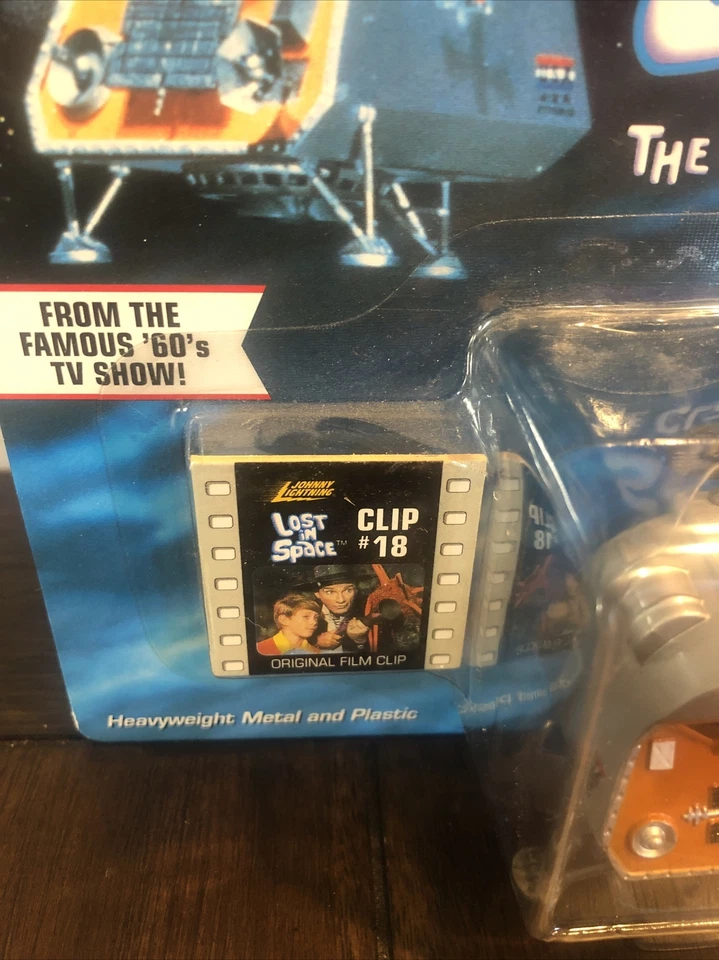 THE
FROM THE
FAMOUS '60's
TV SHOW!
JOHNNY
LIGHTNING
LOST
IN
SPACE™
CLIP
#18
ORIGINAL FILM CLIP
Heavyweight Metal and Plastic